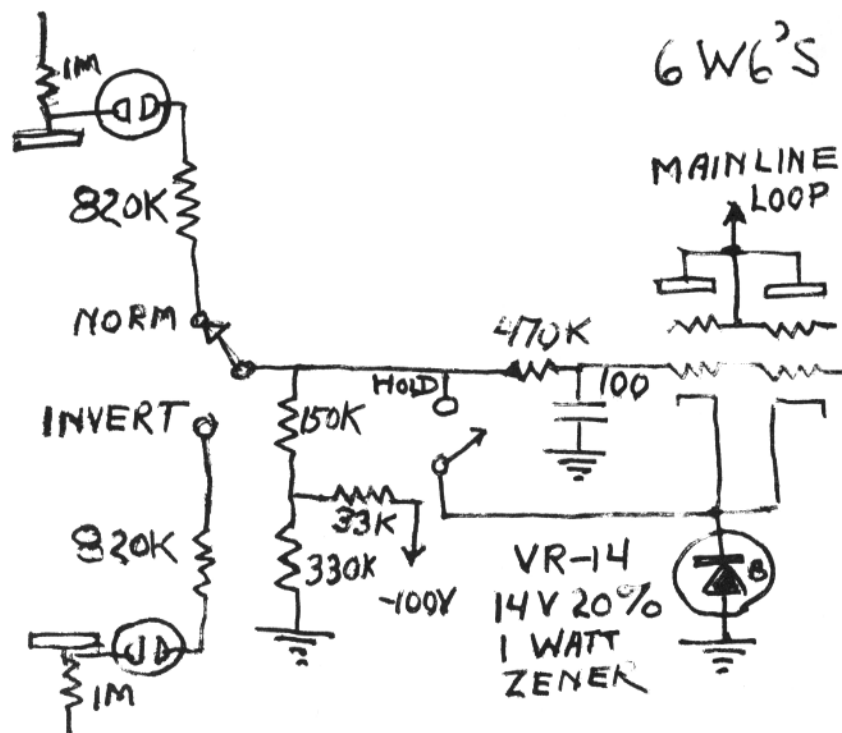 1M
6W6'S
820K
MAINLINE
LOOP
NORM
470K
HOLD
100
INVERT
150K
33K
820K
330K
-100V
VR-14
14V 20%
1 WATT
ZENER
B
1M